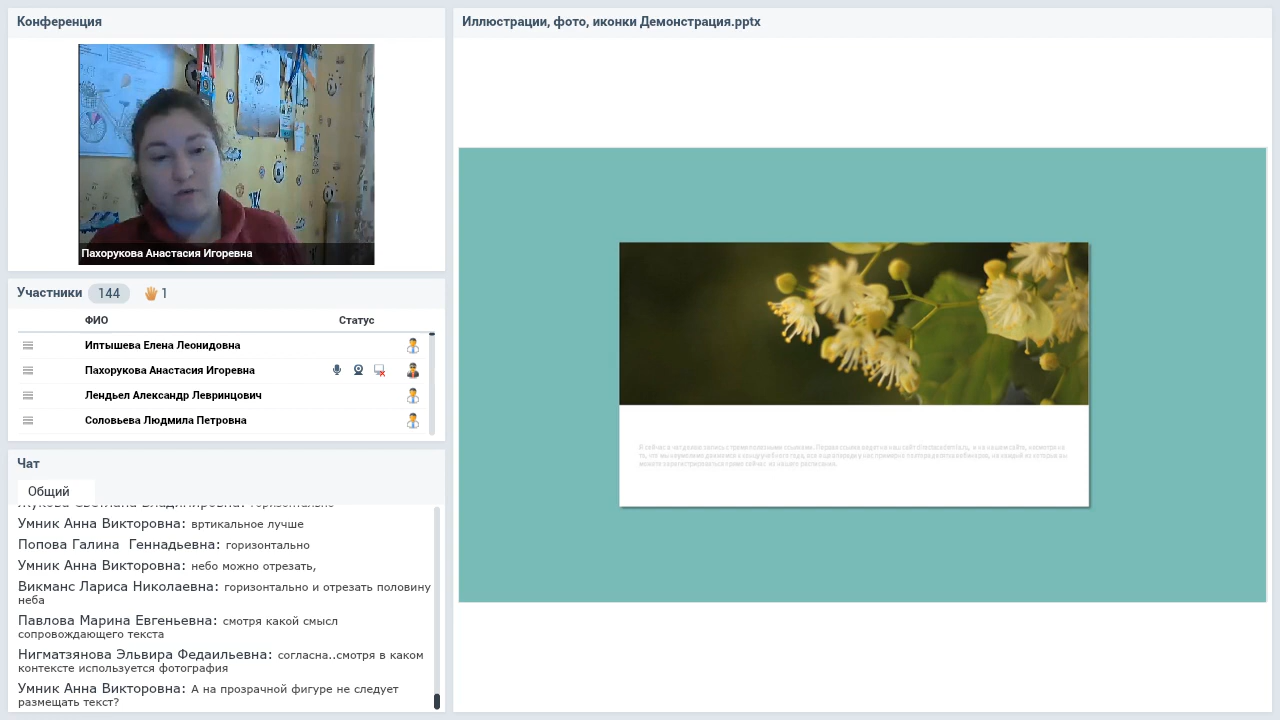 Конференция
Пахорукова Анастасия Игоревна
Участники 144 1
ФИО Статус
Иптышева Елена Леонидовна
Пахорукова Анастасия Игоревна
Лендьел Александр Левринцович
Соловьева Людмила Петровна
Чат
Общий
Умник Анна Викторовна: вртикальное лучше
Попова Галина Геннадьевна: горизонтально
Умник Анна Викторовна: небо можно отрезать,
Викманс Лариса Николаевна: горизонтально и отрезать половину
неба
Павлова Марина Евгеньевна: смотря какой смысл
сопровождающего текста
Нигматзянова Эльвира Федаильевна: согласна..смотря в каком
контексте используется фотография
Умник Анна Викторовна: А на прозрачной фигуре не следует
размещать текст?
Иллюстрации, фото, иконки Демонстрация.pptx